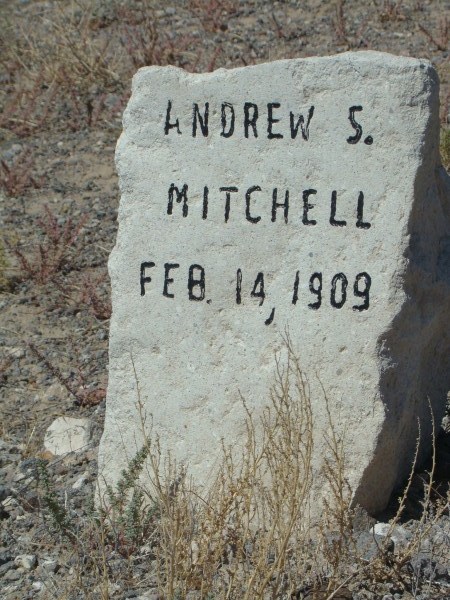 ANDREW S.
MITCHELL
FEB. 14, 1909